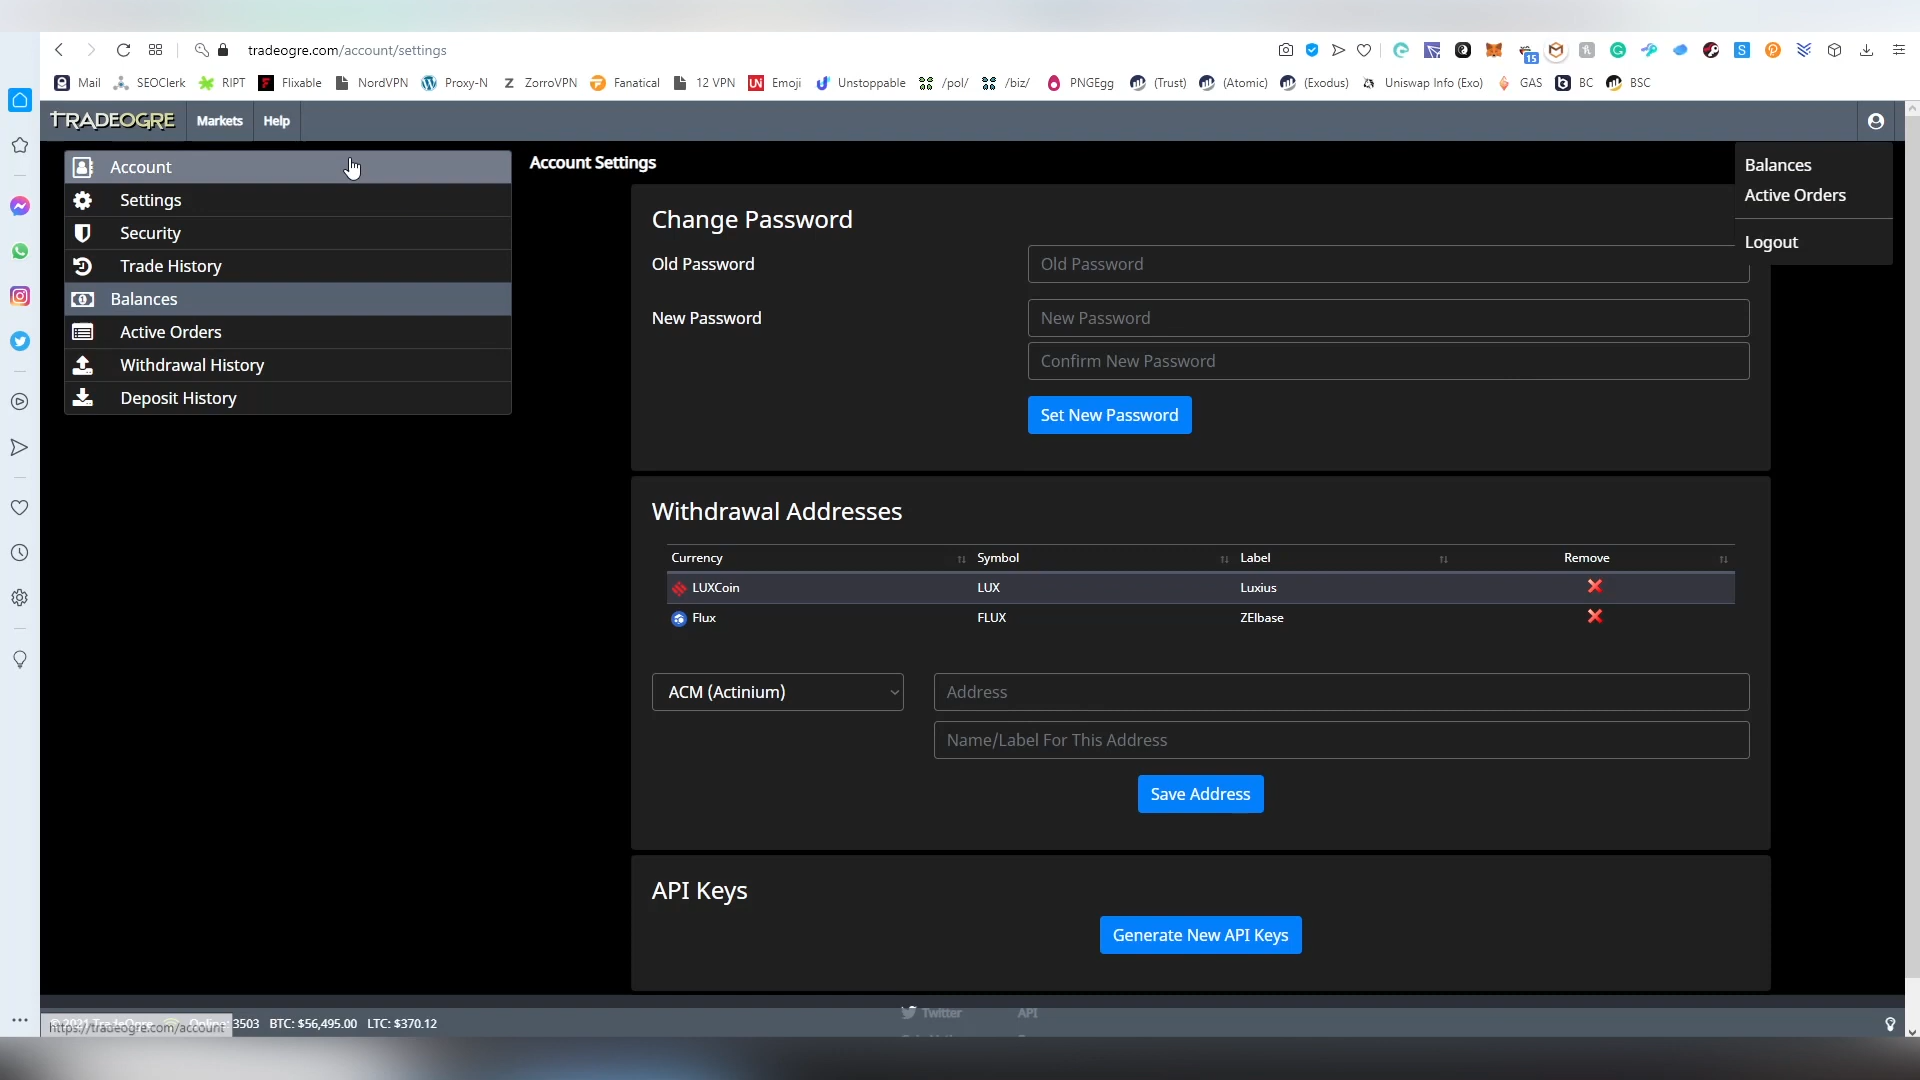 tradeogre.com/account/settings
15
Mail SEOClerk RIPT Flixable NordVPN Proxy-N ZorroVPN Fanatical 12 VPN Emoji Unstoppable /pol/ /biz/ PNGEgg (Trust) (Atomic) (Exodus) Uniswap Info (Exo) GAS BC BSC
TRADEOGRE Markets Help
Account
Settings
Security
Trade History
Balances
Active Orders
Withdrawal History
Deposit History
Account Settings
Balances
Active Orders
Logout
Change Password
Old Password Old Password
New Password New Password
Confirm New Password
Set New Password
Withdrawal Addresses
Currency Symbol Label Remove
LUXCoin LUX Luxius
Flux FLUX ZElbase
ACM (Actinium) Address
Name/Label For This Address
Save Address
API Keys
Generate New API Keys
Twitter API
https://tradeogre.com/account
3503 BTC: $56,495.00 LTC: $370.12